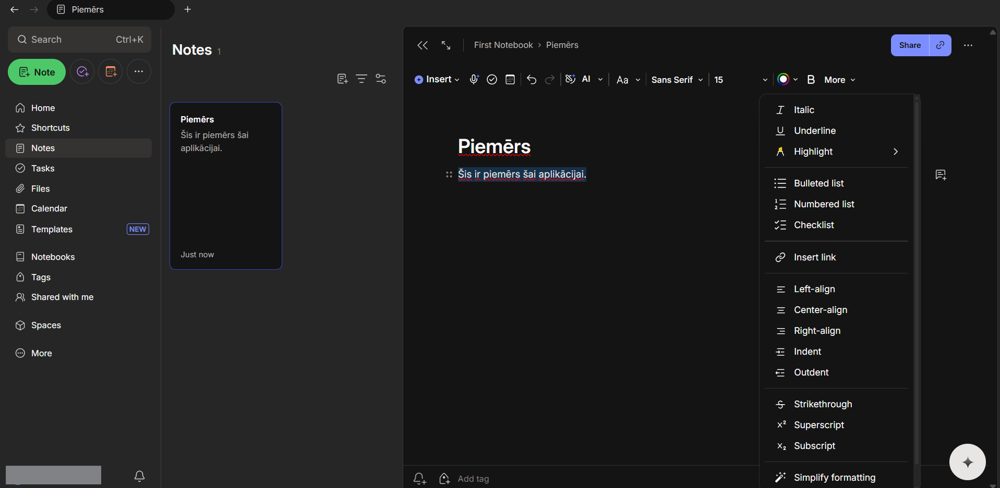 Piemērs
Search Ctrl+K
Note
Home
Shortcuts
Notes
Tasks
Files
Calendar
Templates NEW
Notebooks
Tags
Shared with me
Spaces
More
Notes 1
Piemērs
Šis ir piemērs šai
aplikācijai.
Just now
First Notebook › Piemērs
Share
Insert AI Aa Sans Serif 15 B More
Piemērs
Šis ir piemērs šai aplikācijai.
Italic
Underline
Highlight
Bulleted list
Numbered list
Checklist
Insert link
Left-align
Center-align
Right-align
Indent
Outdent
Strikethrough
Superscript
Subscript
Simplify formatting
Add tag